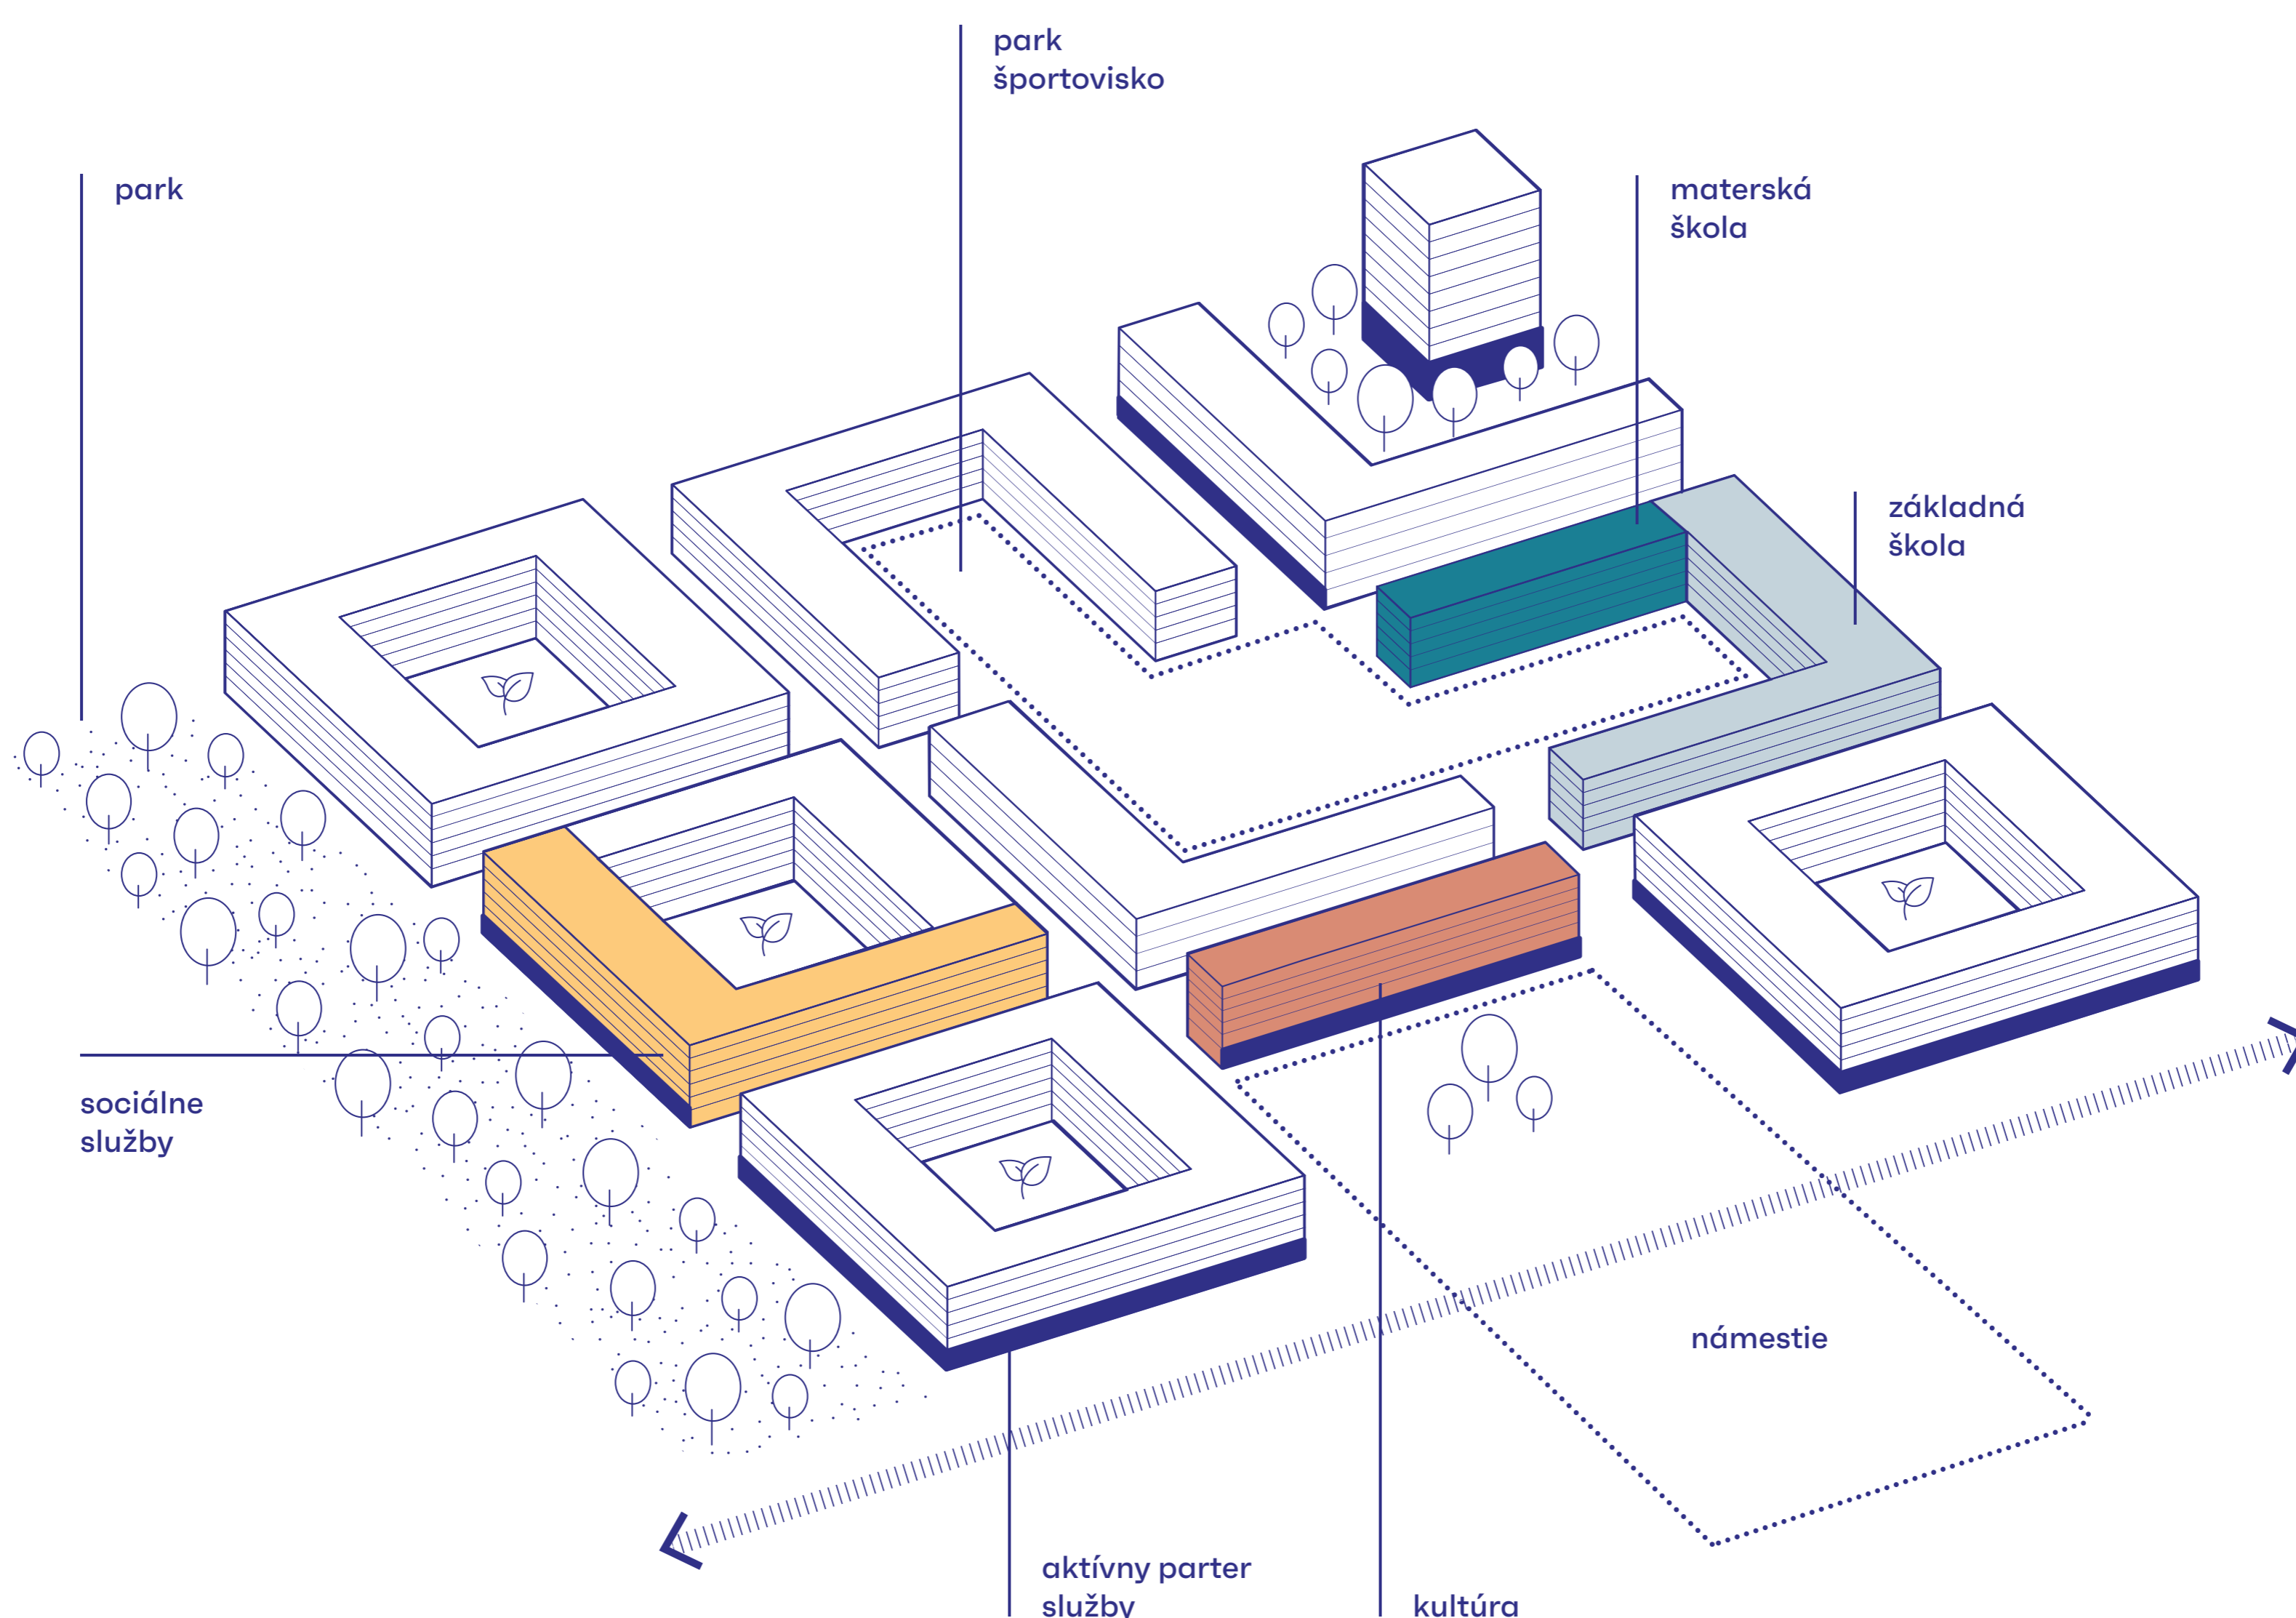 park
športovisko
park
materská
škola
základná
škola
sociálne
služby
námestie
aktívny parter
služby
kultúra